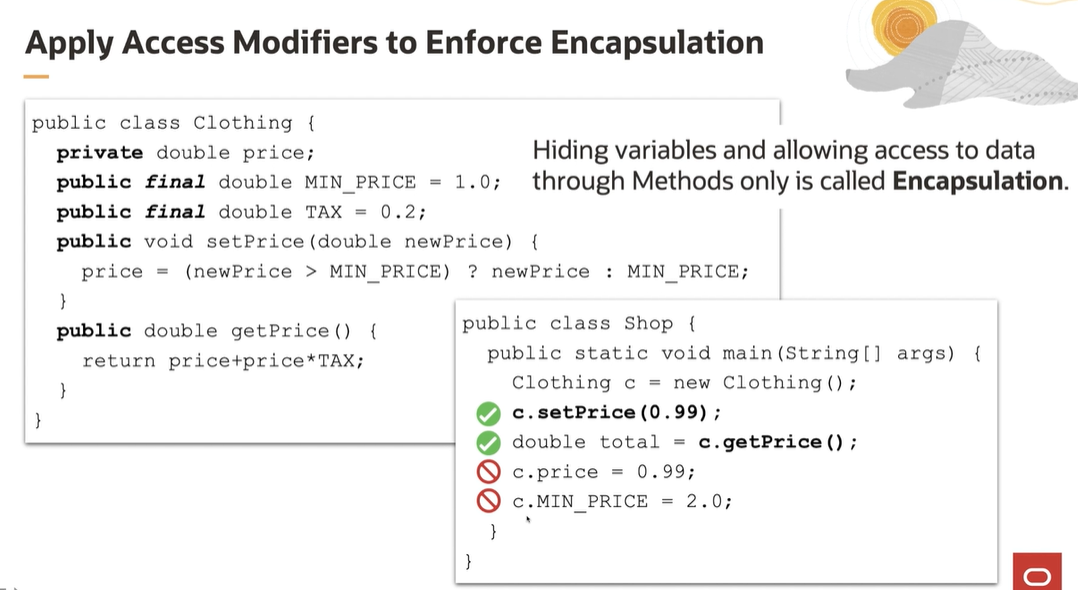 Apply Access Modifiers to Enforce Encapsulation
public class Clothing {
private double price;
public final double MIN_PRICE = 1.0;
public final double TAX = 0.2;
public void setPrice(double newPrice) {
price = (newPrice > MIN_PRICE) ? newPrice : MIN_PRICE;
}
public double getPrice() {
return price+price*TAX;
}
}
Hiding variables and allowing access to data
through Methods only is called Encapsulation.
public class Shop {
public static void main(String[] args) {
Clothing c = new Clothing();
c.setPrice(0.99);
double total = c.getPrice();
c.price = 0.99;
c.MIN_PRICE = 2.0;
}
}